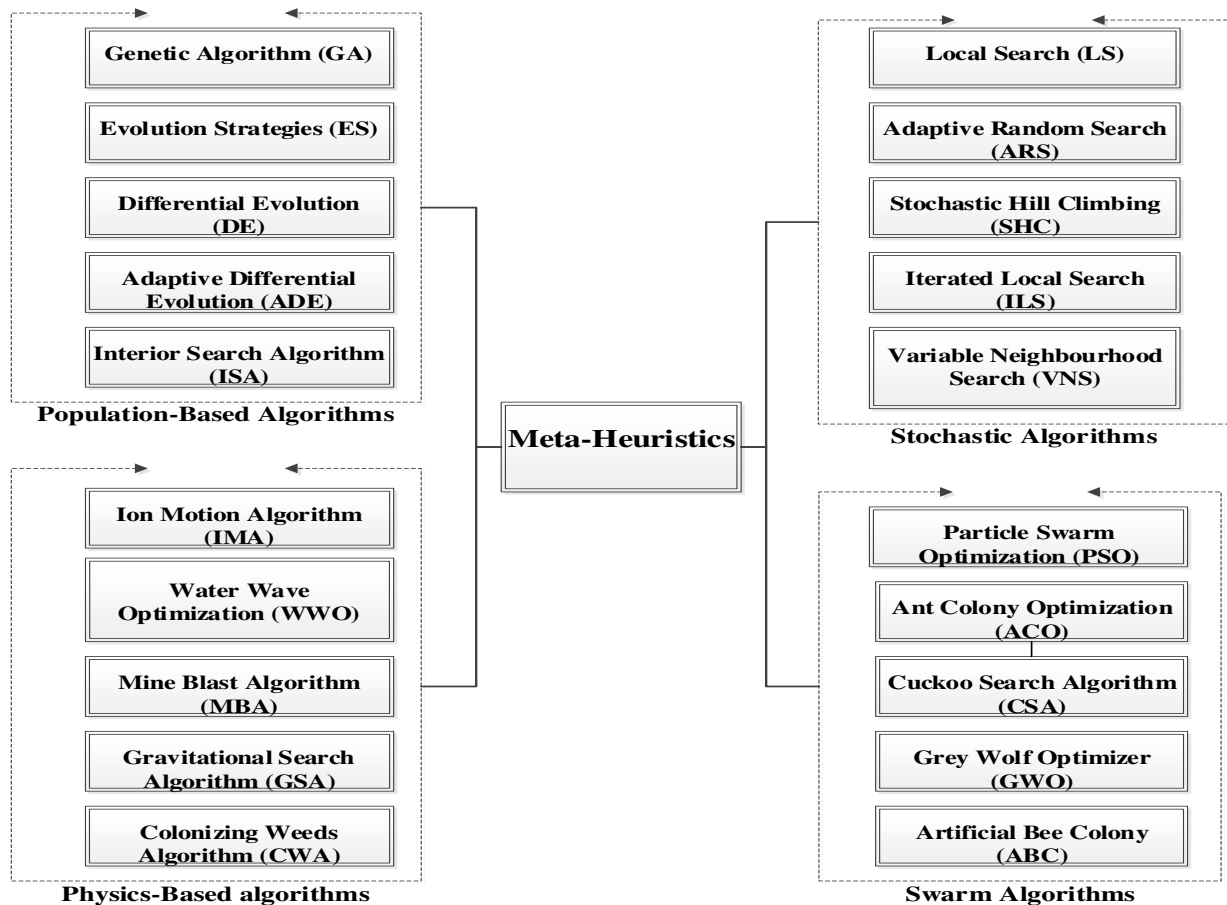 Genetic Algorithm (GA)
Evolution Strategies (ES)
Differential Evolution
(DE)
Adaptive Differential
Evolution (ADE)
Interior Search Algorithm
(ISA)
Population-Based Algorithms
Ion Motion Algorithm
(IMA)
Water Wave
Optimization (WWO)
Mine Blast Algorithm
(MBA)
Gravitational Search
Algorithm (GSA)
Colonizing Weeds
Algorithm (CWA)
Physics-Based algorithms
Meta-Heuristics
Local Search (LS)
Adaptive Random Search
(ARS)
Stochastic Hill Climbing
(SHC)
Iterated Local Search
(ILS)
Variable Neighbourhood
Search (VNS)
Stochastic Algorithms
Particle Swarm
Optimization (PSO)
Ant Colony Optimization
(ACO)
Cuckoo Search Algorithm
(CSA)
Grey Wolf Optimizer
(GWO)
Artificial Bee Colony
(ABC)
Swarm Algorithms